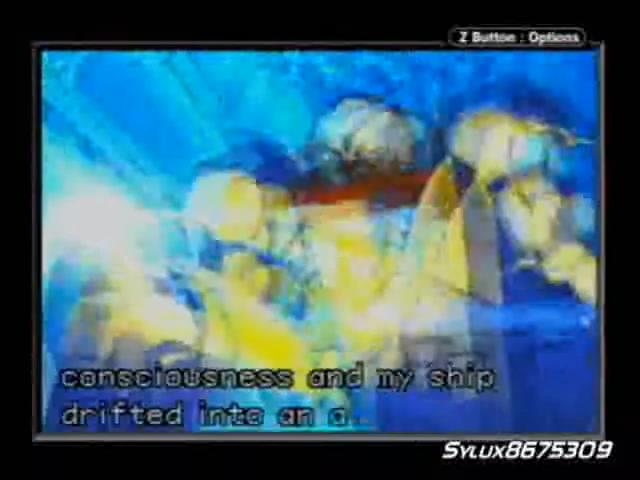 Z Button : Options
consciousness and my ship
drifted into an a..
Sylux8675309